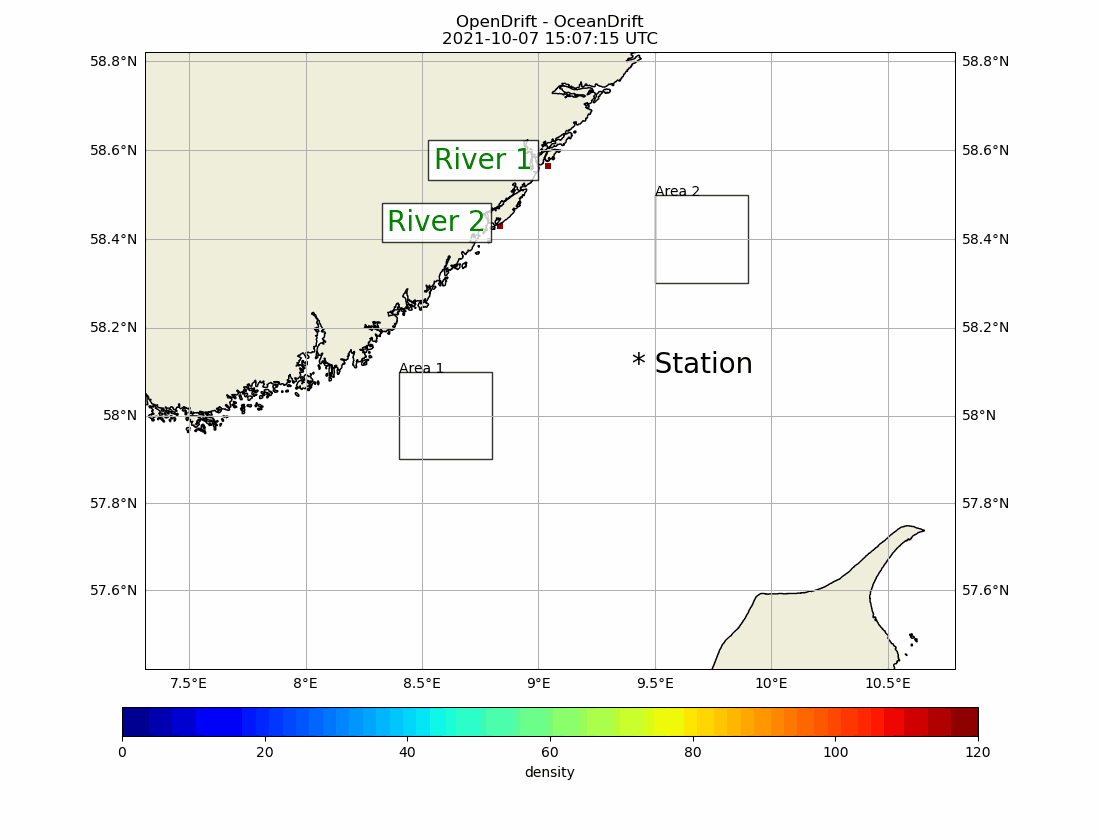 OpenDrift - OceanDrift
2021-10-07 15:07:15 UTC
58.8°N 58.8°N
58.6°N River 1 58.6°N
Area 2
River 2
58.4°N 58.4°N
58.2°N 58.2°N
* Station
Area 1
58°N 58°N
57.8°N 57.8°N
57.6°N 57.6°N
7.5°E 8°E 8.5°E 9°E 9.5°E 10°E 10.5°E
0 20 40 60 80 100 120
density